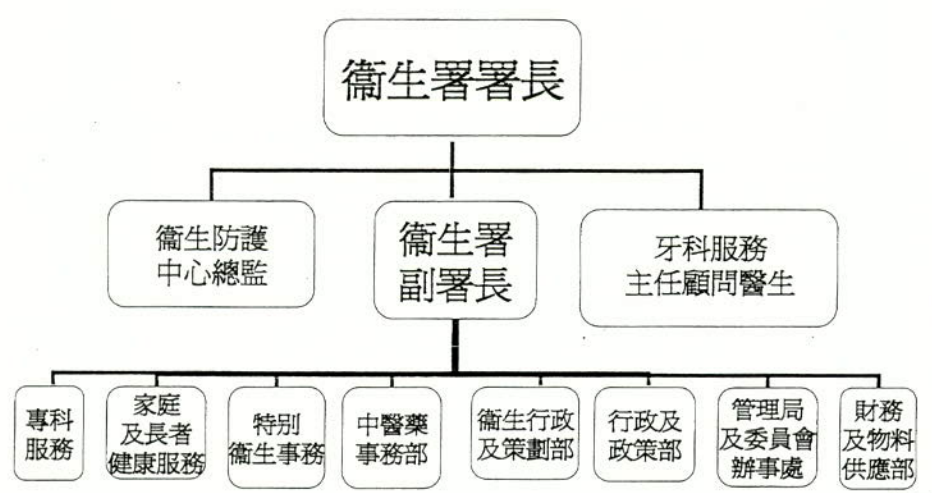 衞生署署長
衞生防護
中心總監
衞生署
副署長
牙科服務
主任顧問醫生
專科
服務
家庭
及長者
健康服務
特別
衞生事務
中醫藥
事務部
衞生行政
及策劃部
行政及
政策部
管理局
及委員會
辦事處
財務
及物料
供應部